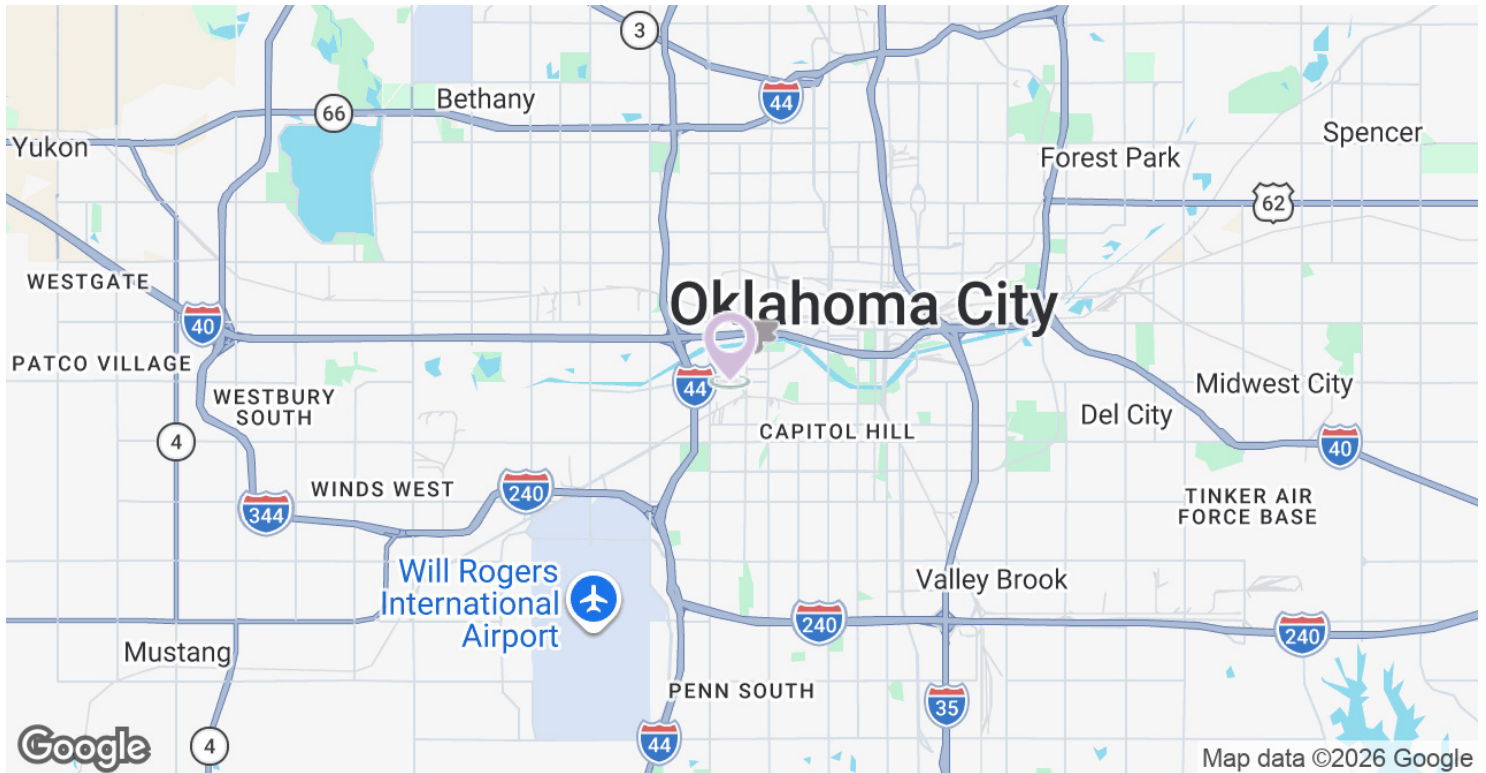 3
Bethany
44
66
Yukon
Spencer
Forest Park
62
WESTGATE
Oklahoma City
40
PATCO VILLAGE
44
Midwest City
WESTBURY
SOUTH
Del City
4
CAPITOL HILL
40
WINDS WEST
240
344
TINKER AIR
FORCE BASE
Will Rogers
International
Airport
Valley Brook
240
240
Mustang
PENN SOUTH
35
44
4
Google
Map data ©2026 Google